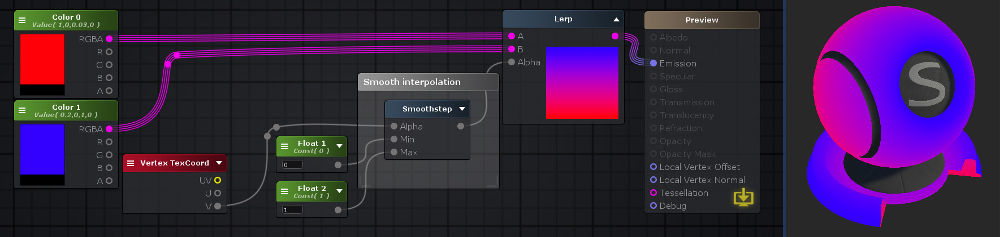 Color 0
Value( 1,0,0.03,0 )
RGBA
R
G
B
A
Color 1
Value( 0.2,0,1,0 )
RGBA
R
G
B
A
Vertex TexCoord
UV
U
V
Float 1
Const( 0 )
0
Float 2
Const( 1 )
1
Smooth interpolation
Smoothstep
Alpha
Min
Max
Lerp
A
B
Alpha
Preview
Albedo
Normal
Emission
Specular
Gloss
Transmission
Translucency
Refraction
Opacity
Opacity Mask
Local Vertex Offset
Local Vertex Normal
Tessellation
Debug
S